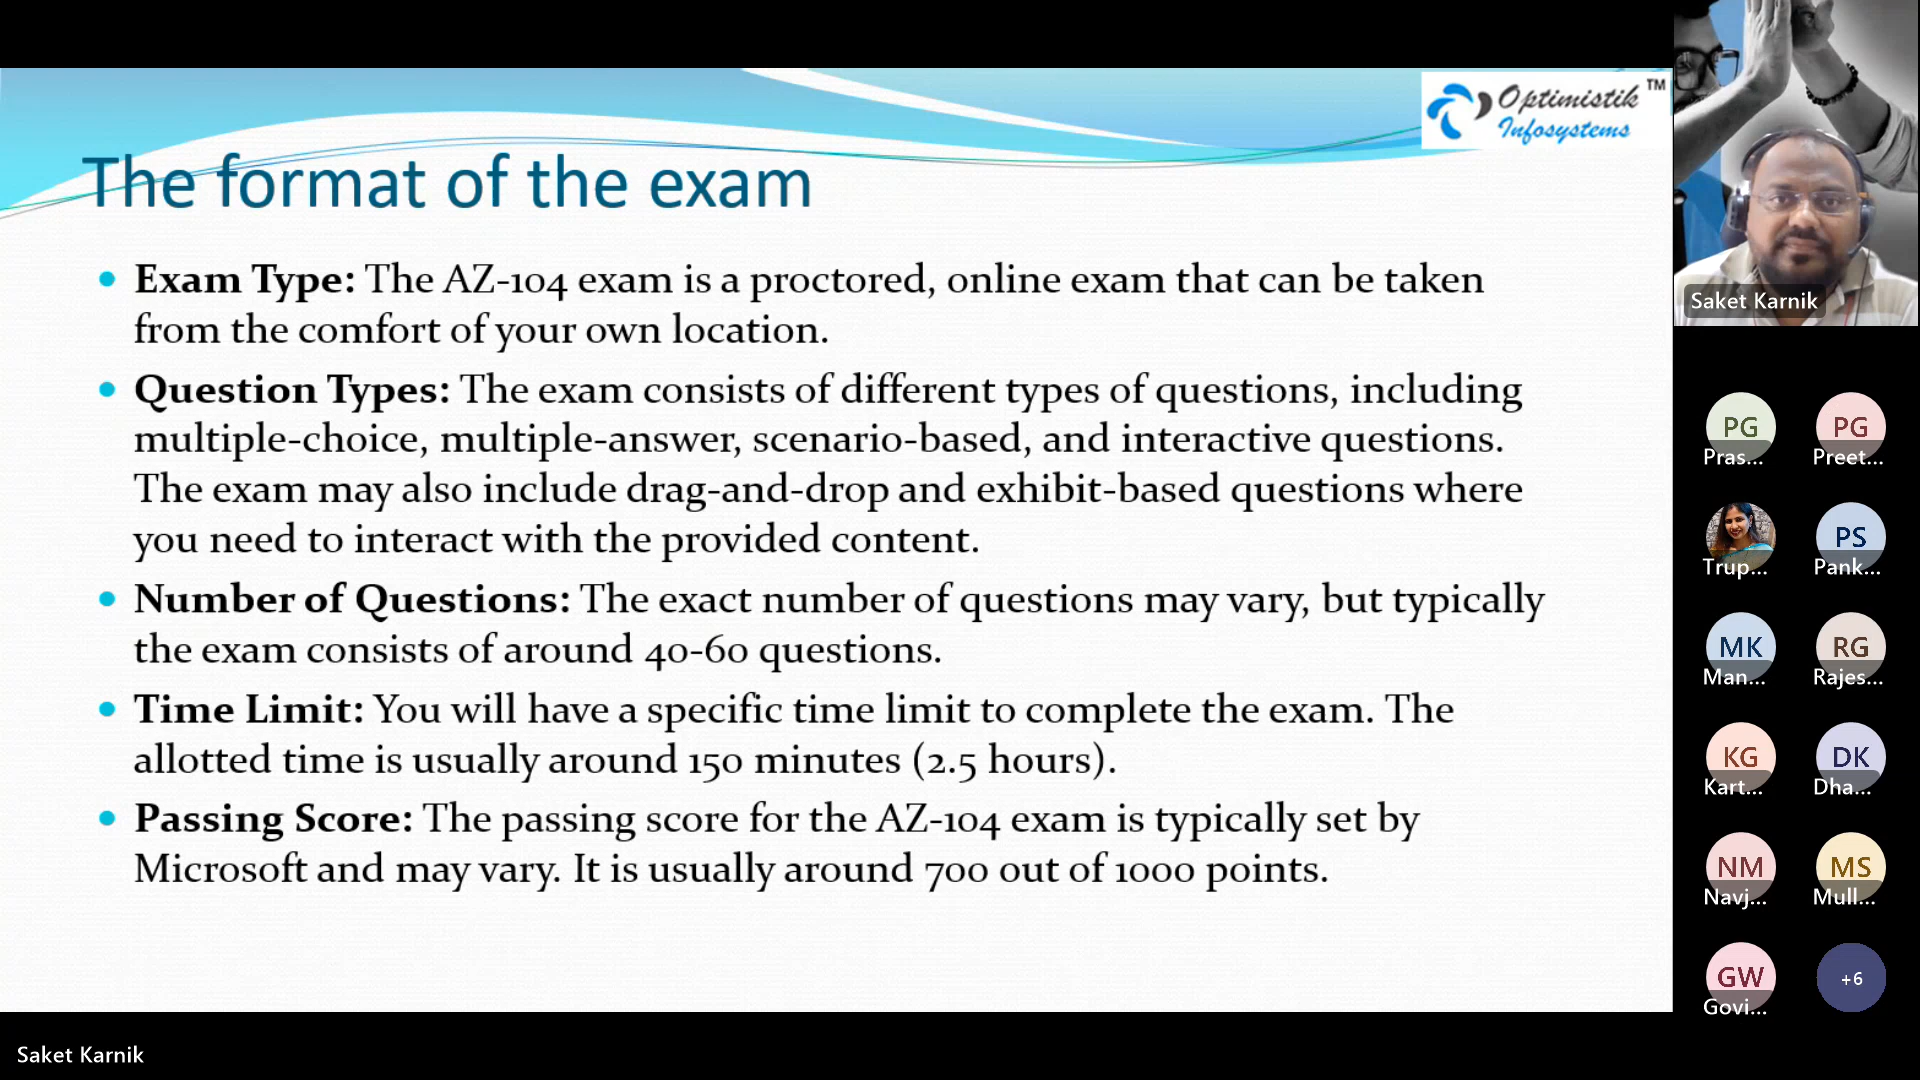 Optimistik TM
Infosystems
The format of the exam
• Exam Type: The AZ-104 exam is a proctored, online exam that can be taken
from the comfort of your own location.
• Question Types: The exam consists of different types of questions, including
multiple-choice, multiple-answer, scenario-based, and interactive questions.
The exam may also include drag-and-drop and exhibit-based questions where
you need to interact with the provided content.
• Number of Questions: The exact number of questions may vary, but typically
the exam consists of around 40-60 questions.
• Time Limit: You will have a specific time limit to complete the exam. The
allotted time is usually around 150 minutes (2.5 hours).
• Passing Score: The passing score for the AZ-104 exam is typically set by
Microsoft and may vary. It is usually around 700 out of 1000 points.
Saket Karnik
PG PG
Pras... Preet...
PS
Trup... Pank...
MK RG
Man... Rajes...
KG DK
Kart... Dha...
NM MS
Navj... Mull...
GW +6
Govi...
Saket Karnik